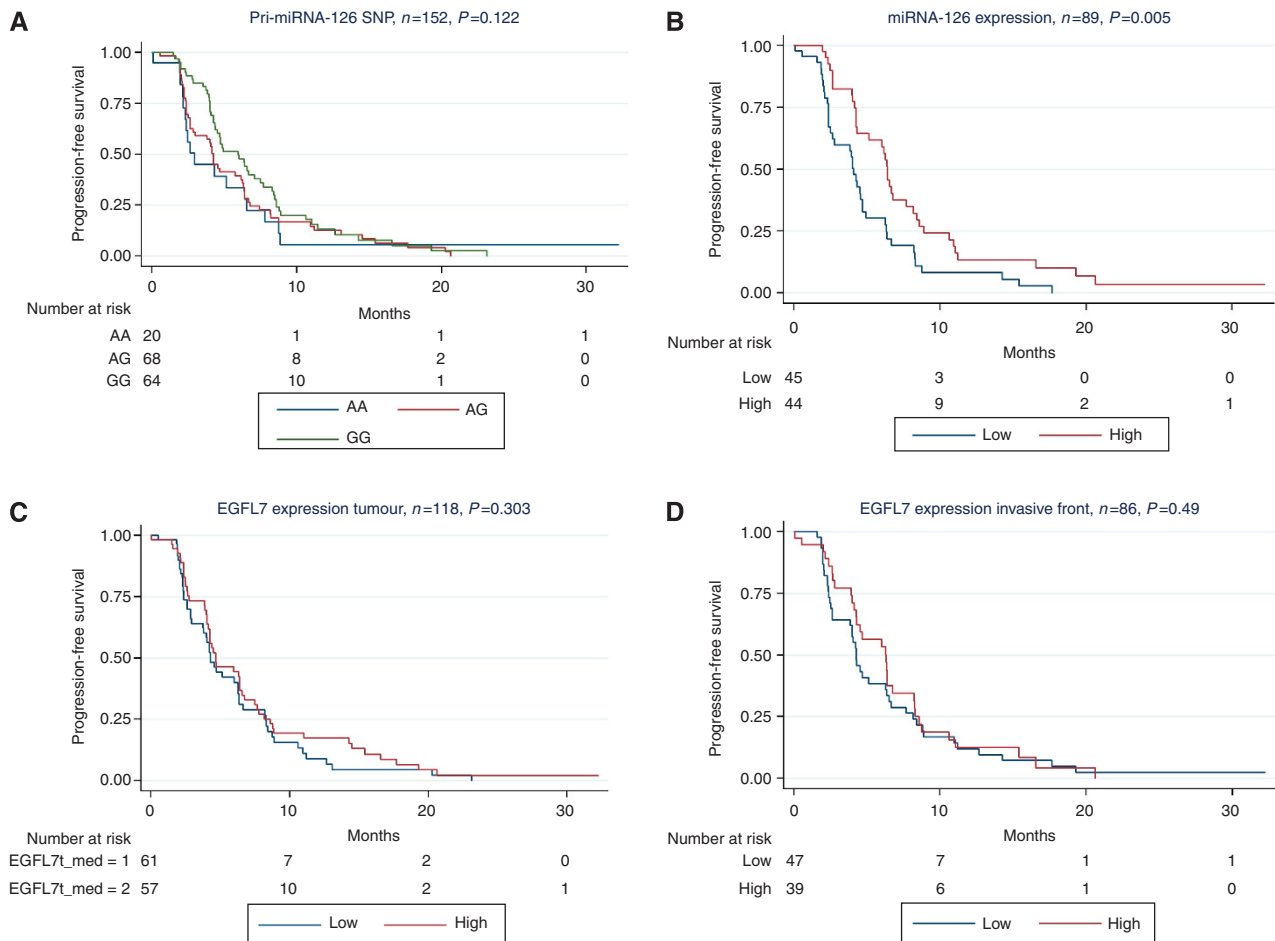 A
Pri-miRNA-126 SNP, n=152, P=0.122
Progression-free survival
1.00
0.75
0.50
0.25
0.00
0 10 20 30
Months
Number at risk
AA 20 1 1 1
AG 68 8 2 0
GG 64 10 1 0
AA AG
GG
B
miRNA-126 expression, n=89, P=0.005
Progression-free survival
1.00
0.75
0.50
0.25
0.00
0 10 20 30
Months
Number at risk
Low 45 3 0 0
High 44 9 2 1
Low High
C
EGFL7 expression tumour, n=118, P=0.303
Progression-free survival
1.00
0.75
0.50
0.25
0.00
0 10 20 30
Months
Number at risk
EGFL7t_med = 1 61 7 2 0
EGFL7t_med = 2 57 10 2 1
Low High
D
EGFL7 expression invasive front, n=86, P=0.49
Progression-free survival
1.00
0.75
0.50
0.25
0.00
0 10 20 30
Months
Number at risk
Low 47 7 1 1
High 39 6 1 0
Low High